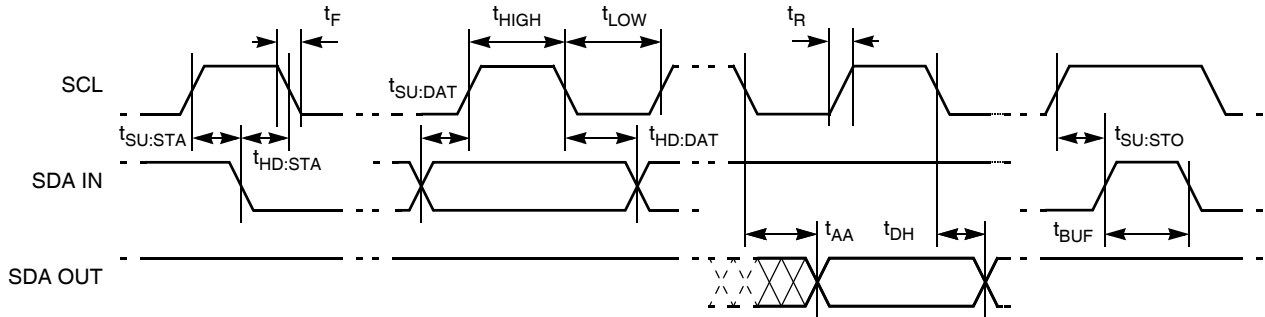 tF
tHIGH
tLOW
tR
SCL
tSU:DAT
tSU:STA
tHD:STA
tHD:DAT
tSU:STO
SDA IN
tAA
tDH
tBUF
SDA OUT